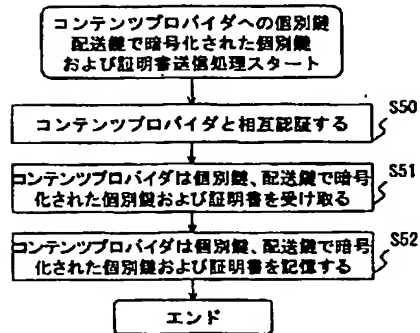 コンテンツプロバイダへの個別鍵
配送鍵で暗号化された個別鍵
および証明書送信処理スタート
S50
コンテンツプロバイダと相互認証する
S51
コンテンツプロバイダは個別鍵、配送鍵で暗号
化された個別鍵および証明書を受け取る
S52
コンテンツプロバイダは個別鍵、配送鍵で暗号
化された個別鍵および証明書を記憶する
エンド